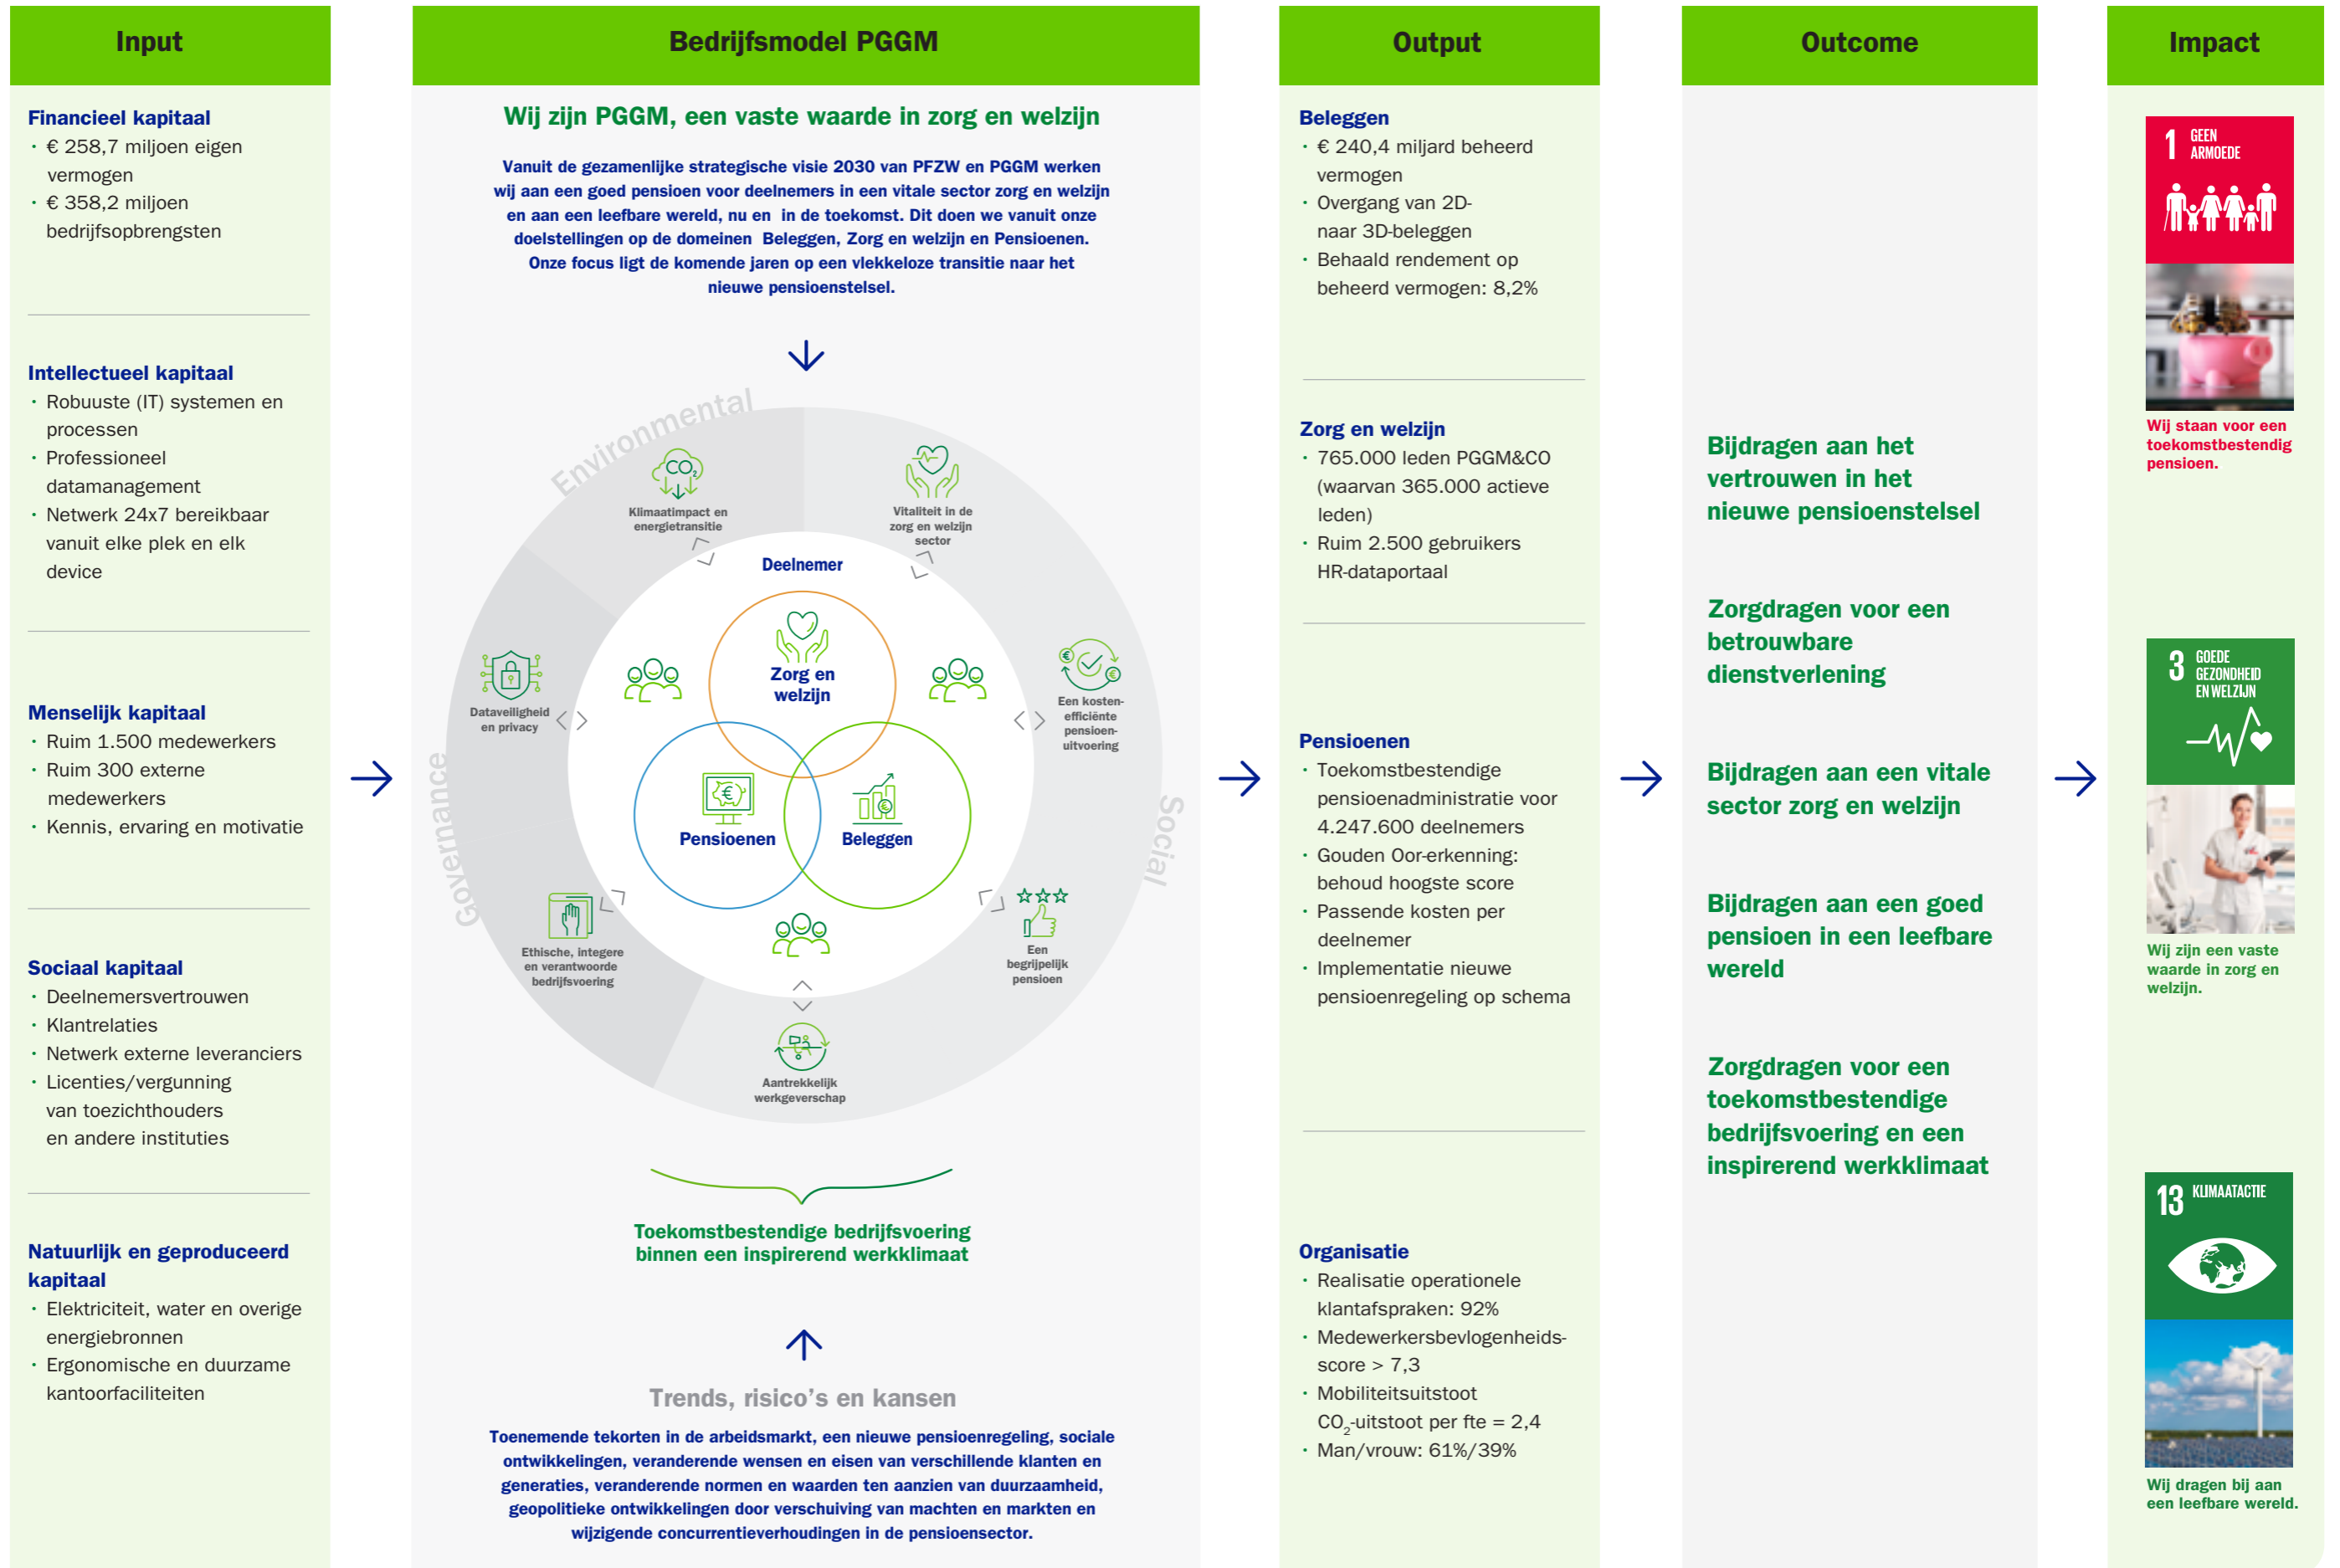 Input
Financieel kapitaal
· € 258,7 miljoen eigen
vermogen
· € 358,2 miljoen
bedrijfsopbrengsten
Intellectueel kapitaal
· Robuuste (IT) systemen en
processen
· Professioneel
datamanagement
· Netwerk 24x7 bereikbaar
vanuit elke plek en elk
device
Menselijk kapitaal
· Ruim 1.500 medewerkers
· Ruim 300 externe
medewerkers
· Kennis, ervaring en motivatie
Sociaal kapitaal
· Deelnemersvertrouwen
· Klantrelaties
· Netwerk externe leveranciers
· Licenties/vergunning
van toezichthouders
en andere instituties
Natuurlijk en geproduceerd
kapitaal
· Elektriciteit, water en overige
energiebronnen
· Ergonomische en duurzame
kantoorfaciliteiten
Bedrijfsmodel PGGM
Wij zijn PGGM, een vaste waarde in zorg en welzijn
Vanuit de gezamenlijke strategische visie 2030 van PFZW en PGGM werken
wij aan een goed pensioen voor deelnemers in een vitale sector zorg en welzijn
en aan een leefbare wereld, nu en in de toekomst. Dit doen we vanuit onze
doelstellingen op de domeinen Beleggen, Zorg en welzijn en Pensioenen.
Onze focus ligt de komende jaren op een vlekkeloze transitie naar het
nieuwe pensioenstelsel.
Environmental
CO2
Klimaatimpact en
energietransitie
Vitaliteit in de
zorg en welzijn
sector
Deelnemer
Zorg en
welzijn
Dataveiligheid
en privacy
Een kosten-
efficiënte
pensioen-
uitvoering
Governance
Social
Pensioenen
Beleggen
Ethische, integere
en verantwoorde
bedrijfsvoering
Een
begrijpelijk
pensioen
Aantrekkelijk
werkgeverschap
Toekomstbestendige bedrijfsvoering
binnen een inspirerend werkklimaat
Trends, risico's en kansen
Toenemende tekorten in de arbeidsmarkt, een nieuwe pensioenregeling, sociale
ontwikkelingen, veranderende wensen en eisen van verschillende klanten en
generaties, veranderende normen en waarden ten aanzien van duurzaamheid,
geopolitieke ontwikkelingen door verschuiving van machten en markten en
wijzigende concurrentieverhoudingen in de pensioensector.
Output
Beleggen
· € 240,4 miljard beheerd
vermogen
· Overgang van 2D-
naar 3D-beleggen
· Behaald rendement op
beheerd vermogen: 8,2%
Zorg en welzijn
· 765.000 leden PGGM&CO
(waarvan 365.000 actieve
leden)
· Ruim 2.500 gebruikers
HR-dataportaal
Pensioenen
· Toekomstbestendige
pensioenadministratie voor
4.247.600 deelnemers
· Gouden Oor-erkenning:
behoud hoogste score
· Passende kosten per
deelnemer
· Implementatie nieuwe
pensioenregeling op schema
Organisatie
· Realisatie operationele
klantafspraken: 92%
· Medewerkersbevlogenheids-
score > 7,3
· Mobiliteitsuitstoot
CO2-uitstoot per fte = 2,4
· Man/vrouw: 61%/39%
Outcome
Bijdragen aan het
vertrouwen in het
nieuwe pensioenstelsel
Zorgdragen voor een
betrouwbare
dienstverlening
Bijdragen aan een vitale
sector zorg en welzijn
Bijdragen aan een goed
pensioen in een leefbare
wereld
Zorgdragen voor een
toekomstbestendige
bedrijfsvoering en een
inspirerend werkklimaat
Impact
1 GEEN
ARMOEDE
Wij staan voor een
toekomstbestendig
pensioen.
3 GOEDE
GEZONDHEID
EN WELZIJN
Wij zijn een vaste
waarde in zorg en
welzijn.
13 KLIMAATACTIE
Wij dragen bij aan
een leefbare wereld.